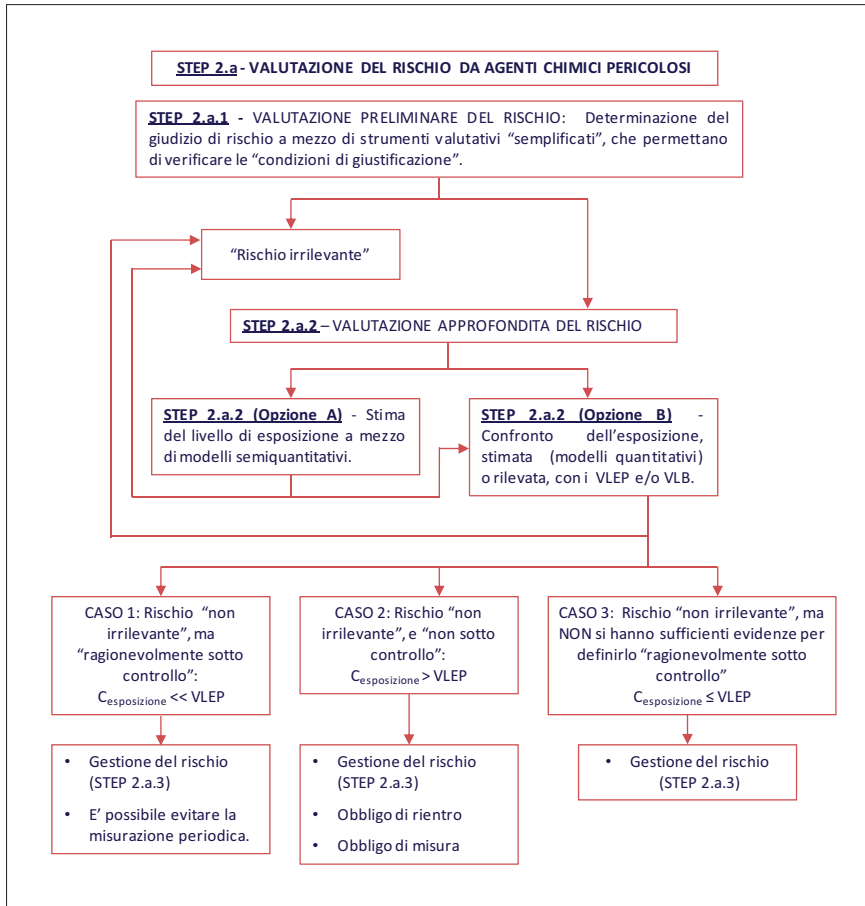 STEP 2.a - VALUTAZIONE DEL RISCHIO DA AGENTI CHIMICI PERICOLOSI
STEP 2.a.1 - VALUTAZIONE PRELIMINARE DEL RISCHIO: Determinazione del
giudizio di rischio a mezzo di strumenti valutativi “semplificati”, che permettano
di verificare le “condizioni di giustificazione”.
“Rischio irrilevante”
STEP 2.a.2 – VALUTAZIONE APPROFONDITA DEL RISCHIO
STEP 2.a.2 (Opzione A) - Stima
del livello di esposizione a mezzo
di modelli semiquantitativi.
STEP 2.a.2 (Opzione B) -
Confronto dell’esposizione,
stimata (modelli quantitativi)
o rilevata, con i VLEP e/o VLB.
CASO 1: Rischio “non
irrilevante”, ma
“ragionevolmente sotto
controllo”:
Cesposizione << VLEP
CASO 2: Rischio “non
irrilevante”, e “non sotto
controllo”:
Cesposizione > VLEP
CASO 3: Rischio “non irrilevante”, ma
NON si hanno sufficienti evidenze per
definirlo “ragionevolmente sotto
controllo”
Cesposizione ≤ VLEP
• Gestione del rischio
(STEP 2.a.3)
• E’ possibile evitare la
misurazione periodica.
• Gestione del rischio
(STEP 2.a.3)
• Obbligo di rientro
• Obbligo di misura
• Gestione del rischio
(STEP 2.a.3)